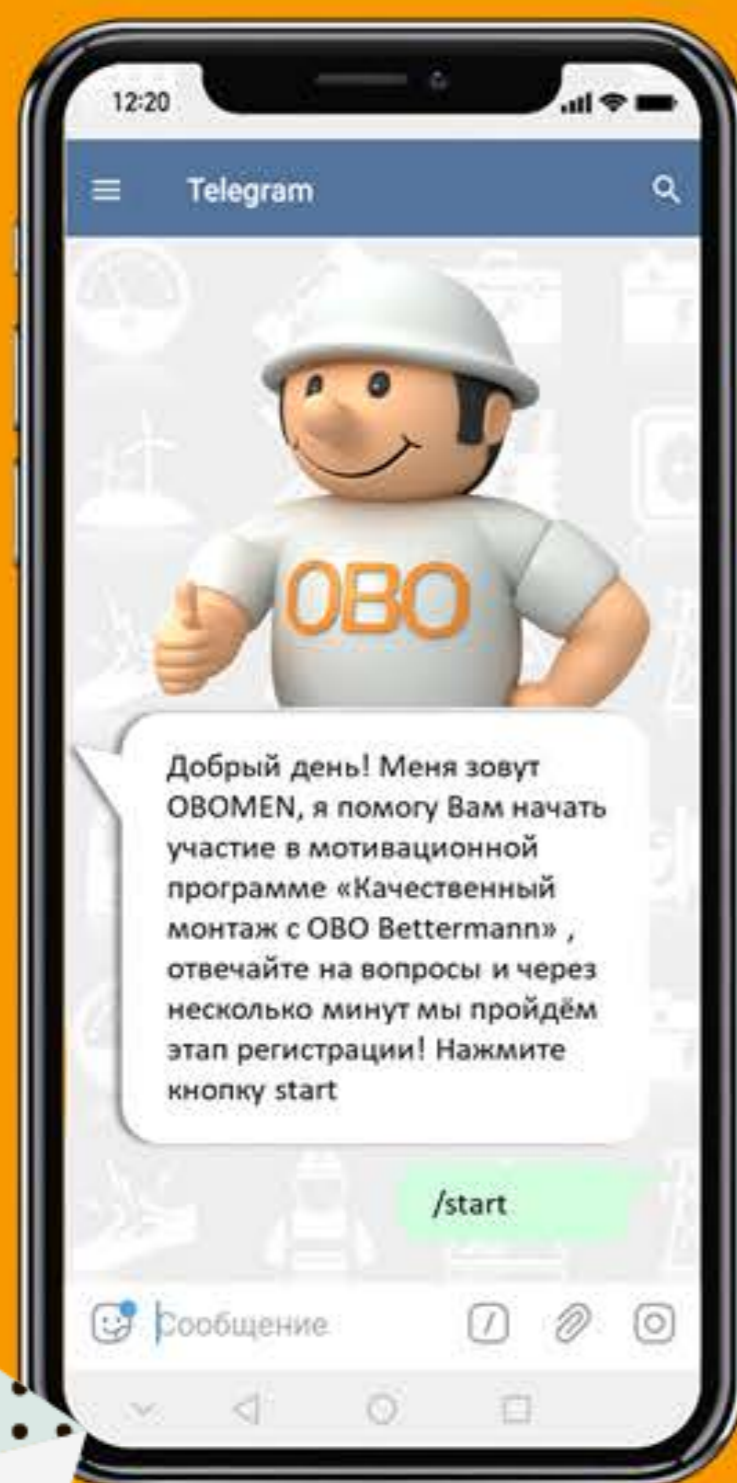 12:20
Telegram
OBO
Добрый день! Меня зовут
OBOMEN, я помогу Вам начать
участие в мотивационной
программе «Качественный
монтаж с OBO Bettermann» ,
отвечайте на вопросы и через
несколько минут мы пройдём
этап регистрации! Нажмите
кнопку start
/start
Сообщение